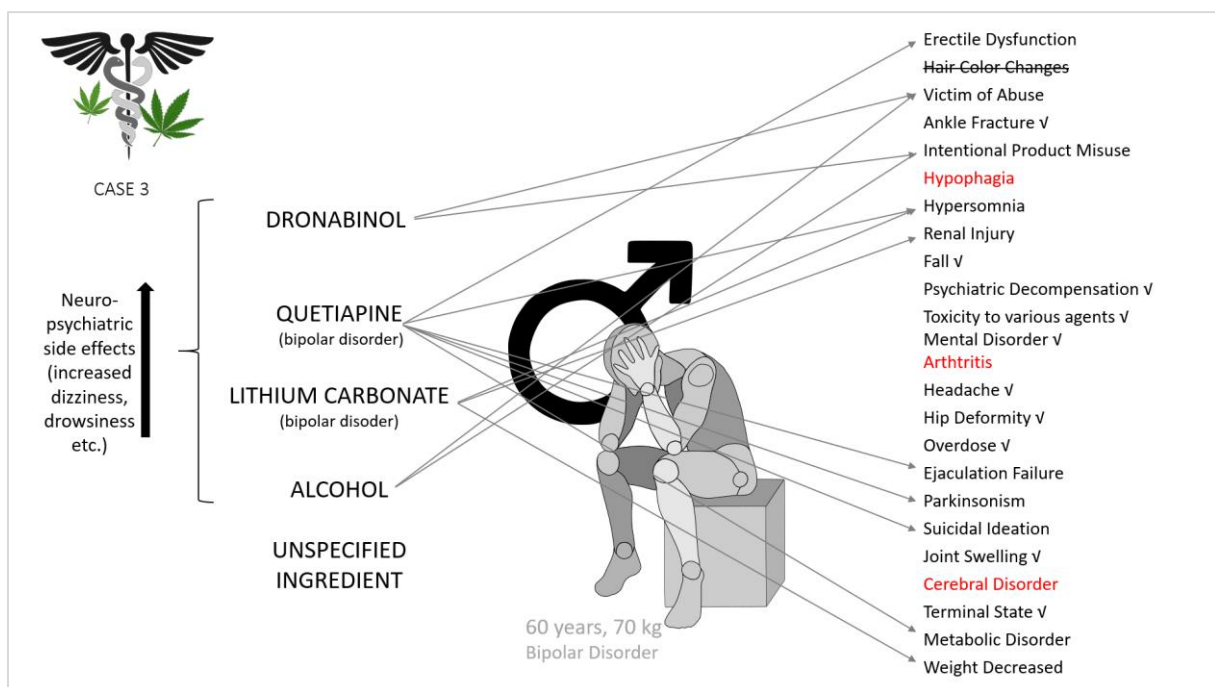 CASE 3
Neuro-
psychiatric
side effects
(increased
dizziness,
drowsiness
etc.)
DRONABINOL
QUETIAPINE
(bipolar disorder)
LITHIUM CARBONATE
(bipolar disoder)
ALCOHOL
UNSPECIFIED
INGREDIENT
60 years, 70 kg
Bipolar Disorder
Erectile Dysfunction
Hair Color Changes
Victim of Abuse
Ankle Fracture √
Intentional Product Misuse
Hypophagia
Hypersomnia
Renal Injury
Fall √
Psychiatric Decompensation √
Toxicity to various agents √
Mental Disorder √
Arthtritis
Headache √
Hip Deformity √
Overdose √
Ejaculation Failure
Parkinsonism
Suicidal Ideation
Joint Swelling √
Cerebral Disorder
Terminal State √
Metabolic Disorder
Weight Decreased